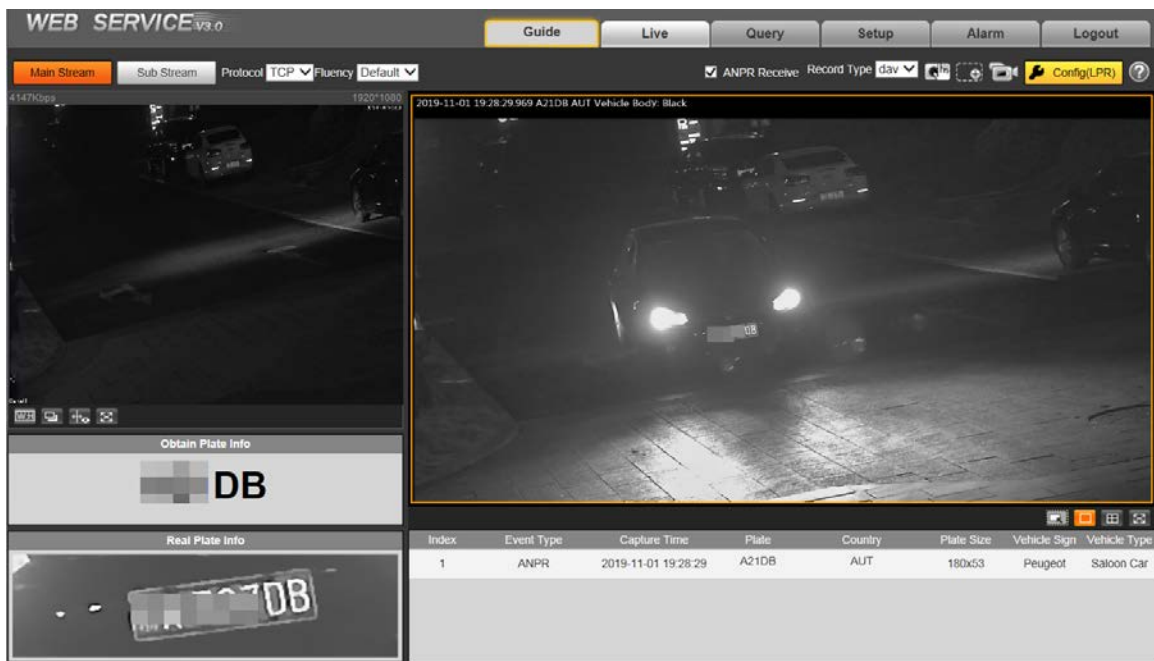 WEB SERVICE V3.0
Guide Live Query Setup Alarm Logout
Main Stream Sub Stream Protocol TCP Fluency Default ANPR Receive Record Type dav Config(LPR) ?
4147Kbps 1920*1080
2019-11-01 19:28:29.969 A21DB AUT Vehicle Body: Black
DB
Obtain Plate Info
DB
Real Plate Info
DB
Index Event Type Capture Time Plate Country Plate Size Vehicle Sign Vehicle Type
1 ANPR 2019-11-01 19:28:29 A21DB AUT 180x53 Peugeot Saloon Car